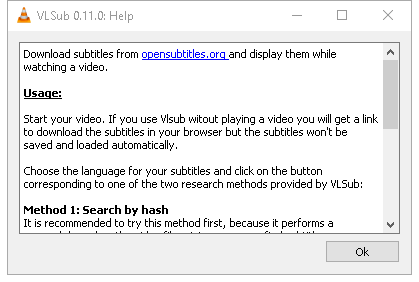 VLSub 0.11.0: Help
Download subtitles from opensubtitles.org and display them while
watching a video.
Usage:
Start your video. If you use Vlsub witout playing a video you will get a link
to download the subtitles in your browser but the subtitles won't be
saved and loaded automatically.
Choose the language for your subtitles and click on the button
corresponding to one of the two research methods provided by VLSub:
Method 1: Search by hash
It is recommended to try this method first, because it performs a
Ok